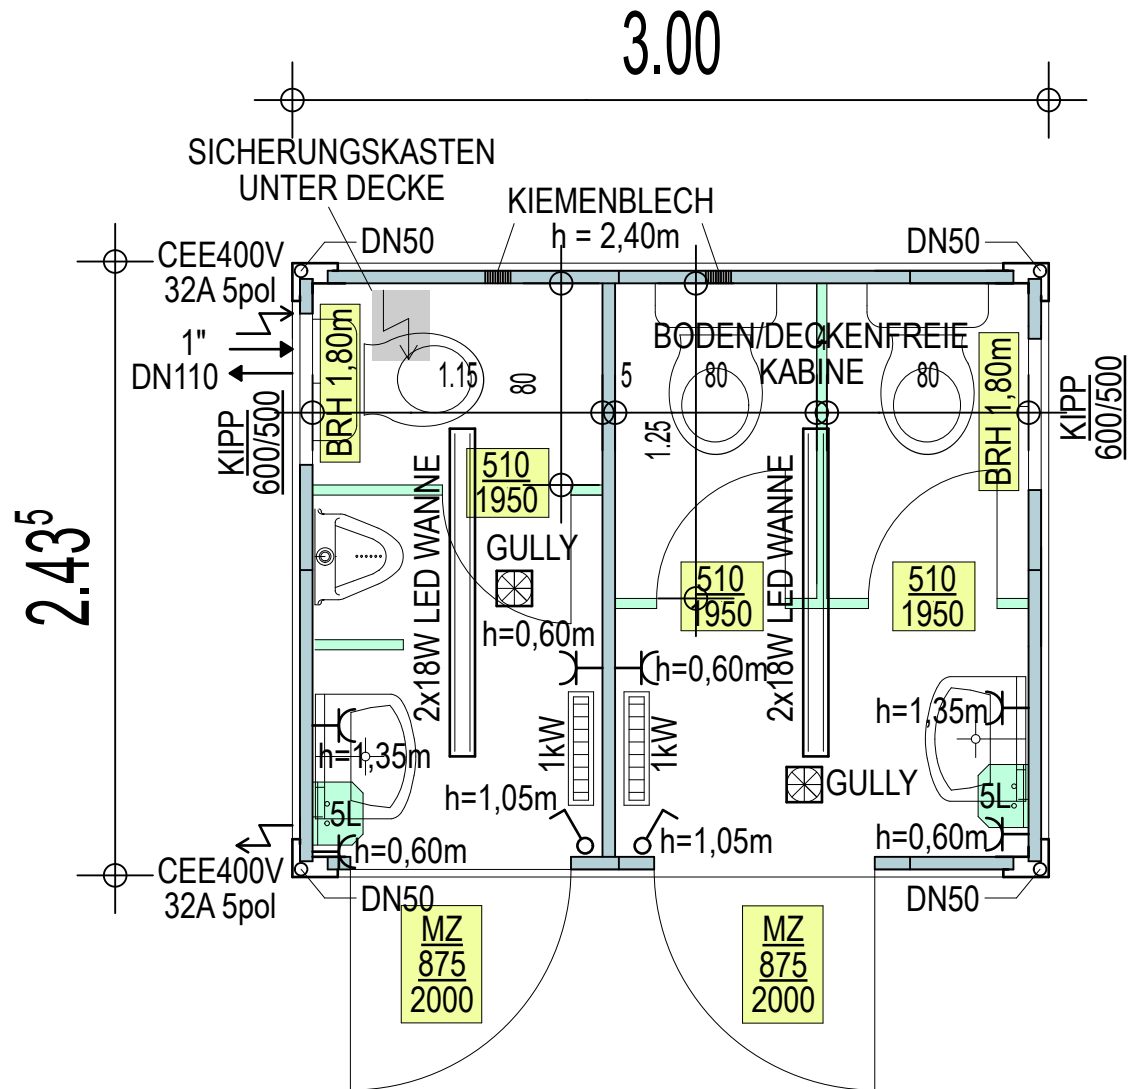 3.00
SICHERUNGSKASTEN
UNTER DECKE
KIEMENBLECH
h = 2,40m
DN50
DN50
CEE400V
32A 5pol
1"
DN110
KIPP
600/500
BRH 1,80m
1.15
80
5
BODEN/DECKENFREIE
KABINE
80
80
1.25
BRH 1,80m
KIPP
600/500
510
1950
2x18W LED WANNE
GULLY
2x18W LED WANNE
510
1950
510
1950
2.43⁵
h=0,60m
h=0,60m
h=1,35m
h=1,35m
1kW
1kW
GULLY
h=1,05m
h=1,05m
5L
5L
h=0,60m
h=0,60m
CEE400V
32A 5pol
DN50
DN50
MZ
875
2000
MZ
875
2000